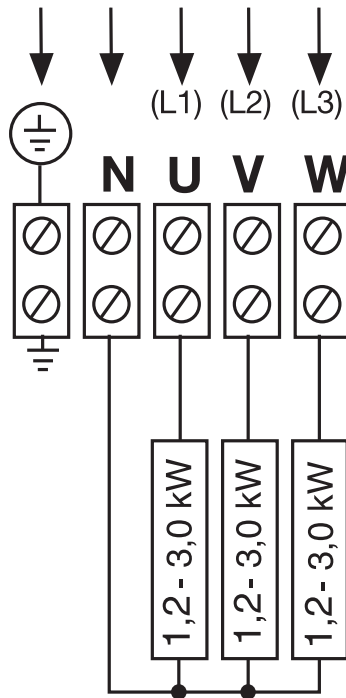 (L1) (L2) (L3)
N U V W
1,2- 3,0 kW
1,2- 3,0 kW
1,2- 3,0 kW